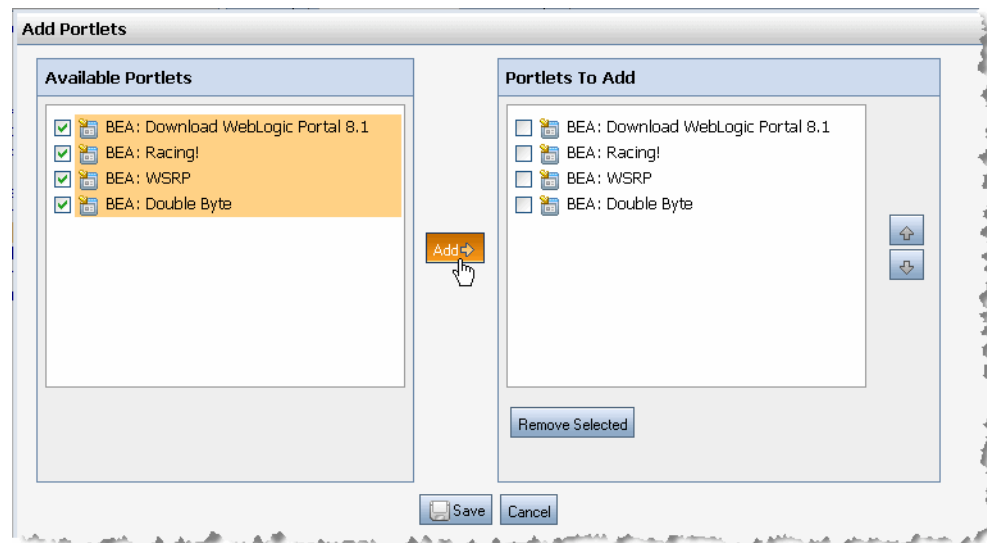 Add Portlets
Available Portlets
BEA: Download WebLogic Portal 8.1
BEA: Racing!
BEA: WSRP
BEA: Double Byte
Add
Portlets To Add
BEA: Download WebLogic Portal 8.1
BEA: Racing!
BEA: WSRP
BEA: Double Byte
Remove Selected
Save
Cancel